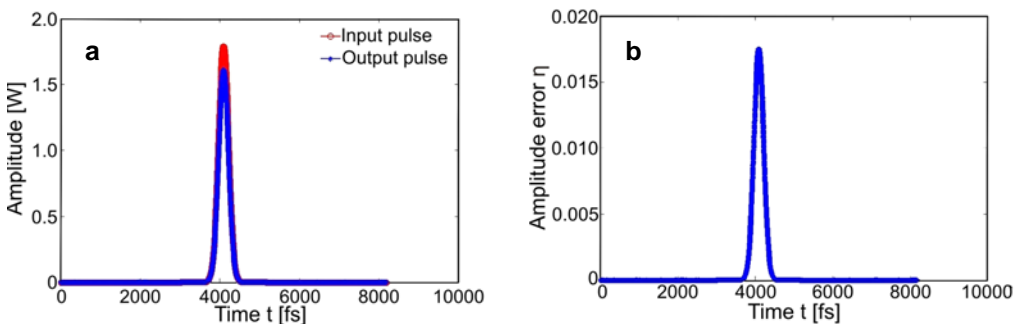 a
Input pulse
Output pulse
Amplitude [W]
2.0
1.5
1.0
0.5
0
0 2000 4000 6000 8000 10000
Time t [fs]
b
Amplitude error η
0.020
0.015
0.010
0.005
0
0 2000 4000 6000 8000 10000
Time t [fs]